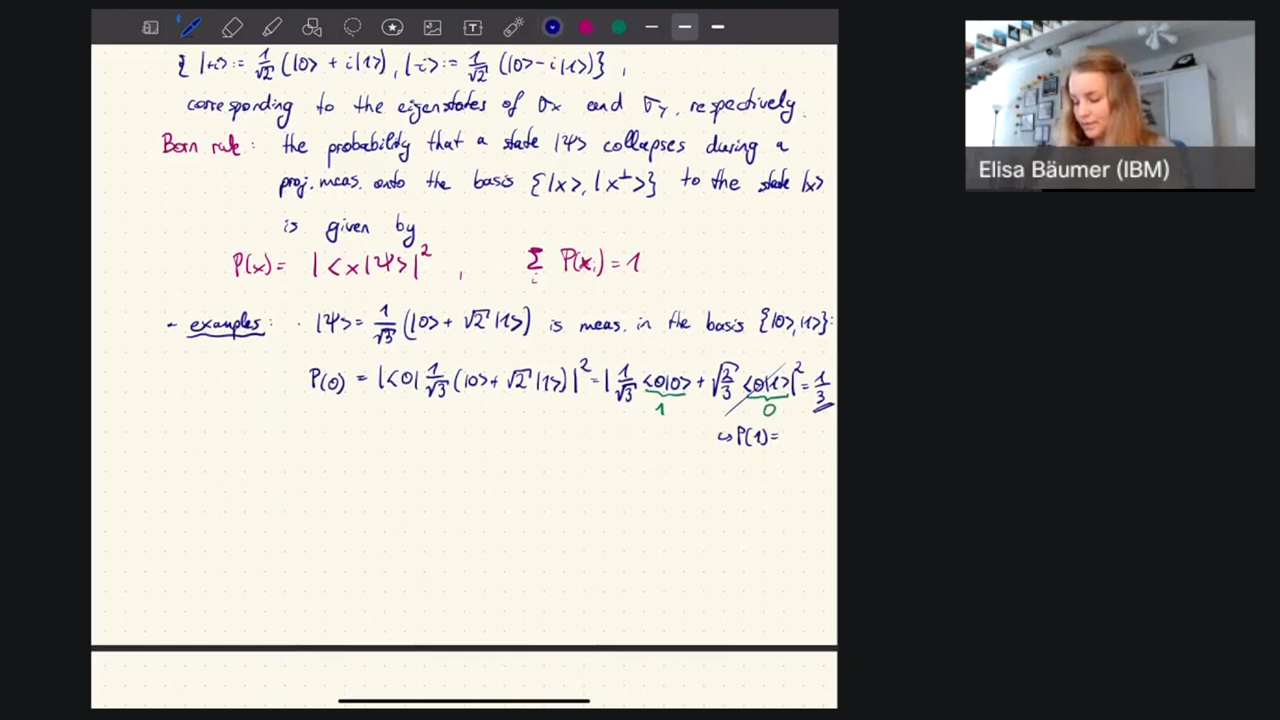 { |+i> := 1/√2 (|0> + i|1>), |-i> := 1/√2 (|0> - i|1>) } ,
corresponding to the eigenstates of σx and σy, respectively.
Born rule: the probability that a state |Ψ> collapses during a
proj. meas. onto the basis {|x>, |x⊥>} to the state |x>
is given by
P(x) = |<x|Ψ>|² , Σi P(xi) = 1
- examples: · |Ψ> = 1/√3 (|0> + √2 |1>) is meas. in the basis {|0>, |1>}:
P(0) = |<0| 1/√3 (|0> + √2 |1>)|² = |1/√3 <0|0> + √(2/3) <0|1>|² = 1/3
1 0
↪ P(1) =
Elisa Bäumer (IBM)